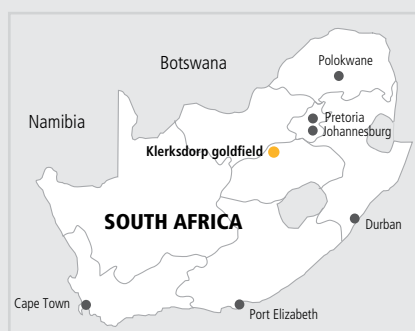 Polokwane
Botswana
Pretoria
Namibia
Johannesburg
Klerksdorp goldfield
SOUTH AFRICA
Durban
Cape Town
Port Elizabeth